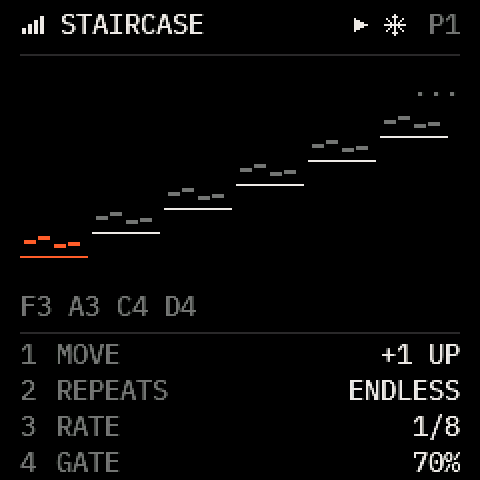 STAIRCASE P1
...
F3 A3 C4 D4
1 MOVE +1 UP
2 REPEATS ENDLESS
3 RATE 1/8
4 GATE 70%